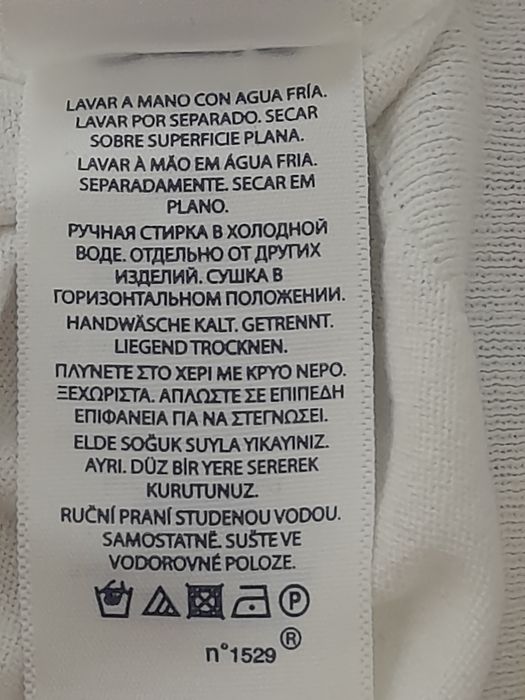 LAVAR A MANO CON AGUA FRÍA.
LAVAR POR SEPARADO. SECAR
SOBRE SUPERFICIE PLANA.
LAVAR À MÃO EM ÁGUA FRIA.
SEPARADAMENTE. SECAR EM
PLANO.
РУЧНАЯ СТИРКА В ХОЛОДНОЙ
ВОДЕ. ОТДЕЛЬНО ОТ ДРУГИХ
ИЗДЕЛИЙ. СУШКА В
ГОРИЗОНТАЛЬНОМ ПОЛОЖЕНИИ.
HANDWÄSCHE KALT. GETRENNT.
LIEGEND TROCKNEN.
ΠΛΥΝΕΤΕ ΣΤΟ ΧΕΡΙ ΜΕ ΚΡΥΟ ΝΕΡΟ.
ΞΕΧΩΡΙΣΤΑ. ΑΠΛΩΣΤΕ ΣΕ ΕΠΙΠΕΔΗ
ΕΠΙΦΑΝΕΙΑ ΓΙΑ ΝΑ ΣΤΕΓΝΩΣΕΙ.
ELDE SOĞUK SUYLA YIKAYINIZ.
AYRI. DÜZ BİR YERE SEREREK
KURUTUNUZ.
RUČNÍ PRANÍ STUDENOU VODOU.
SAMOSTATNĚ. SUŠTE VE
VODOROVNÉ POLOZE.
P
n°1529 ®